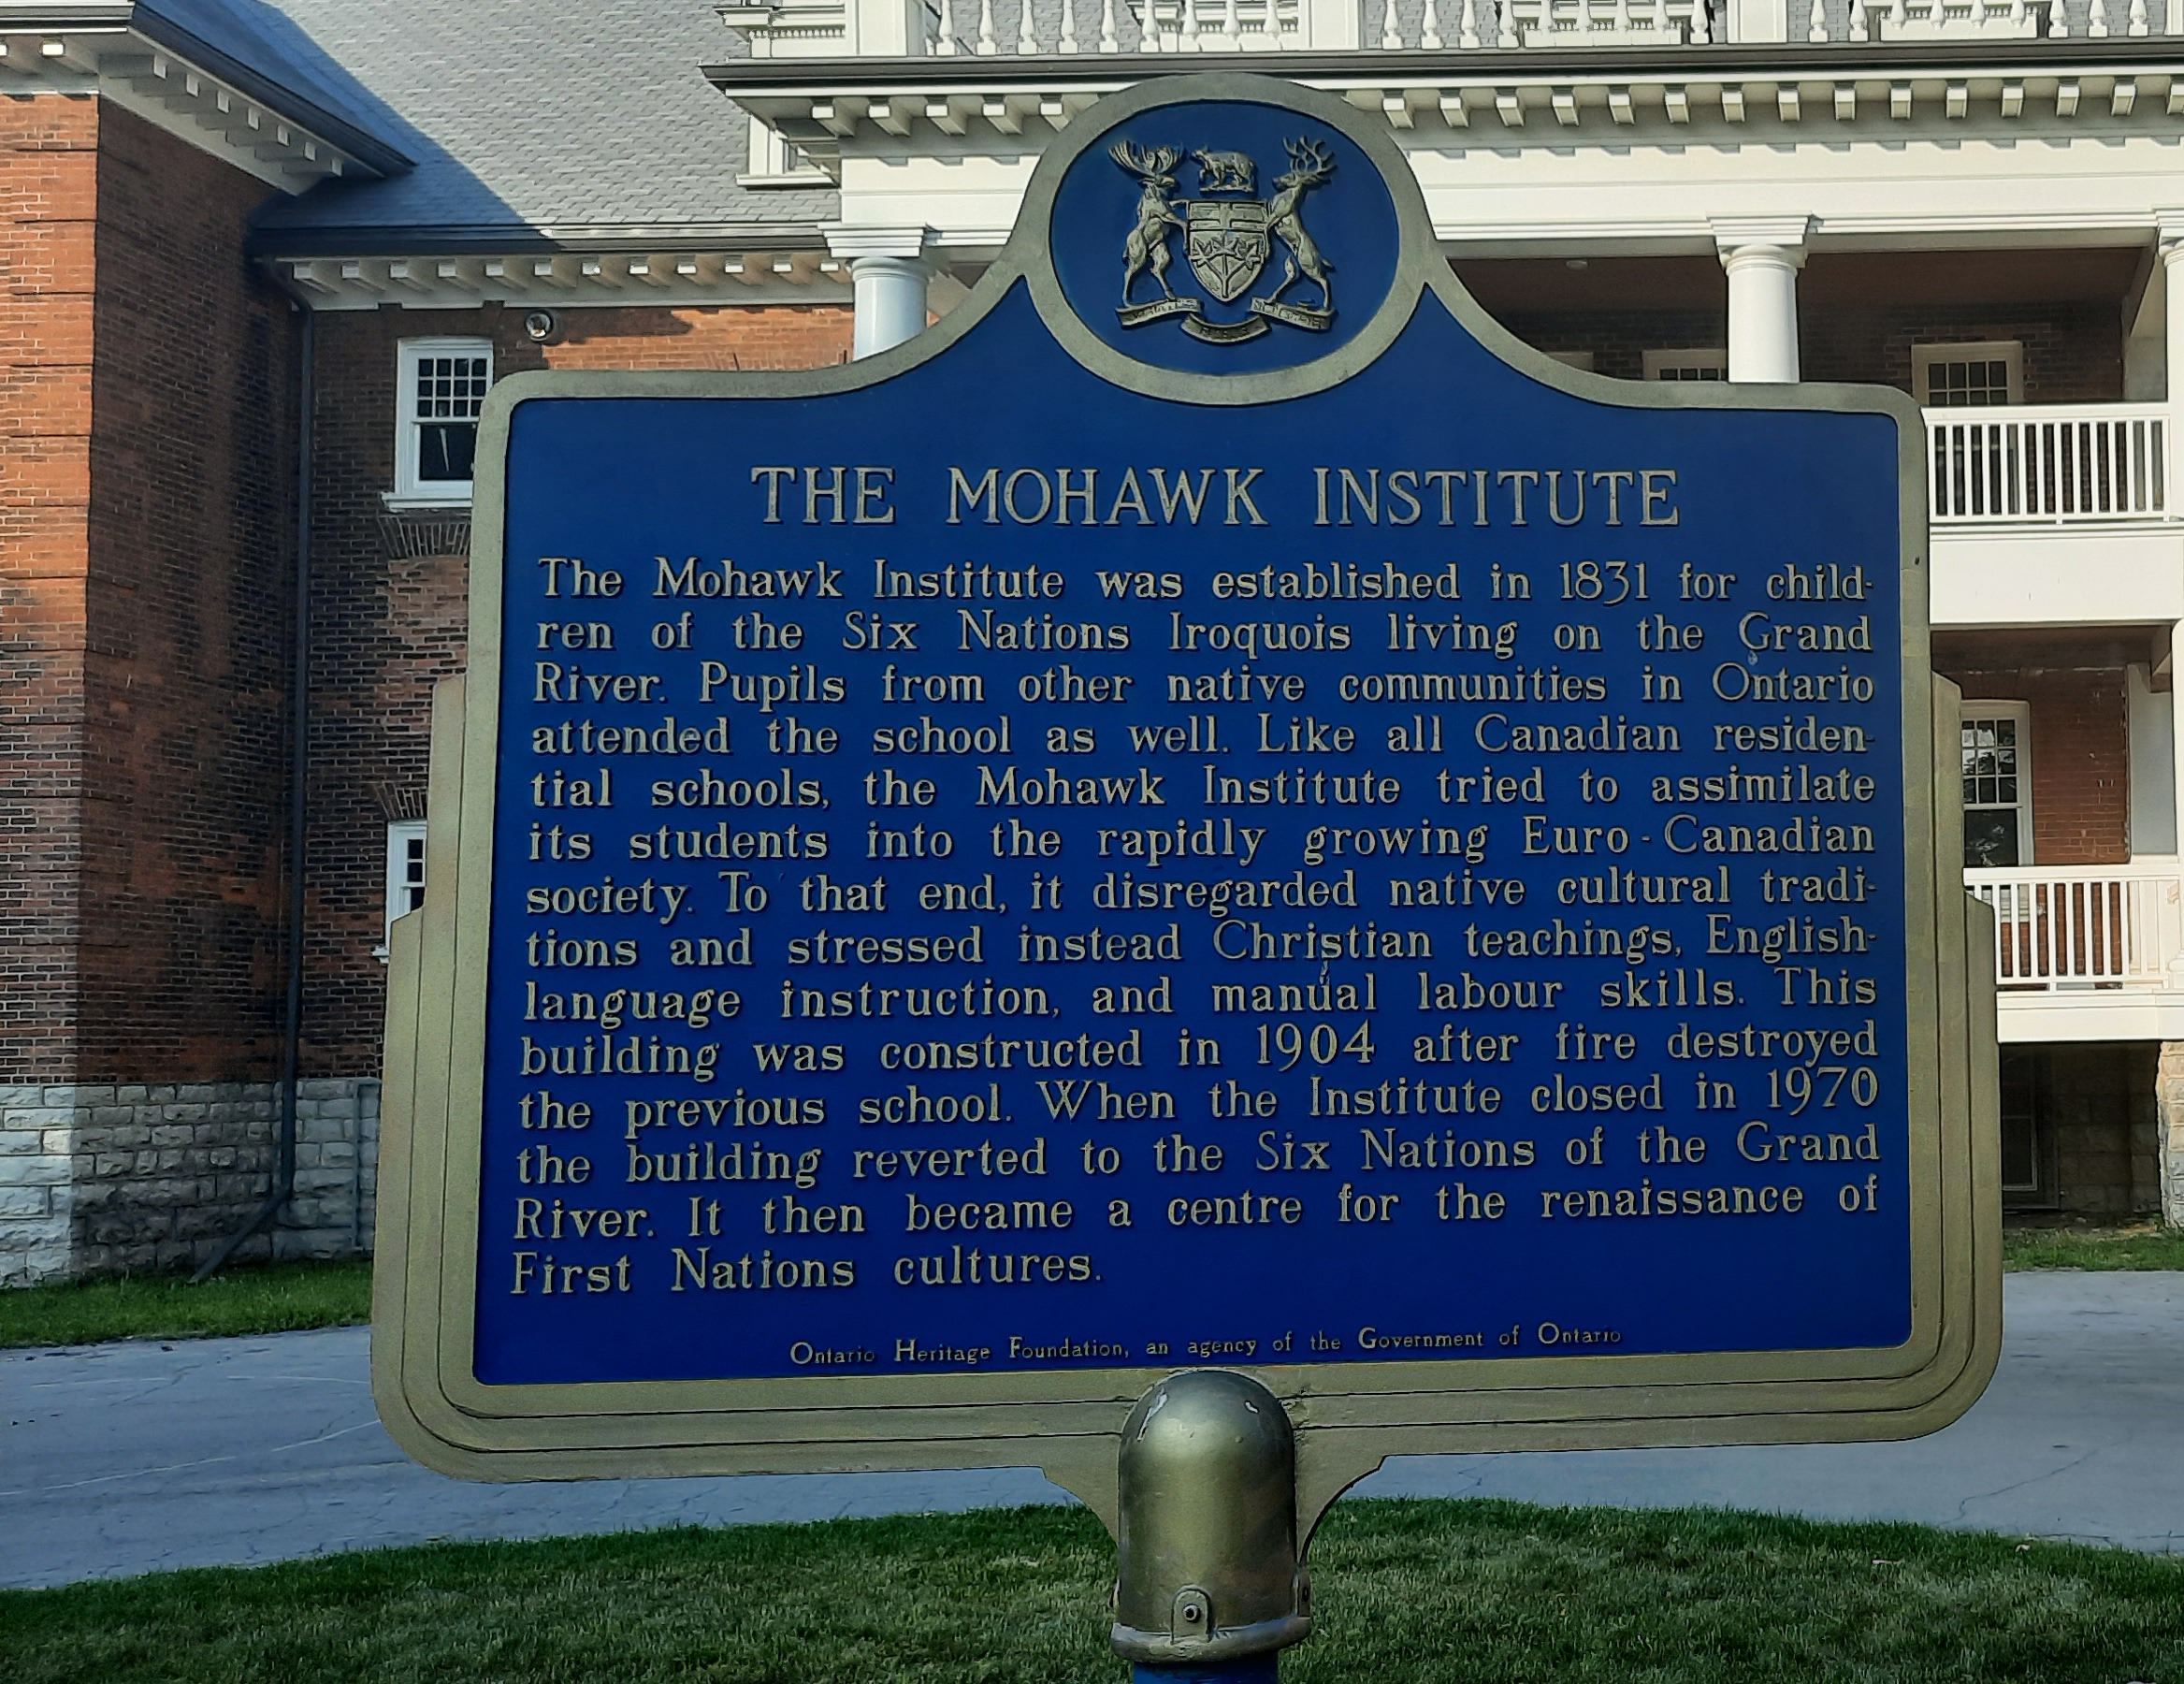 THE MOHAWK INSTITUTE
The Mohawk Institute was established in 1831 for child-
ren of the Six Nations Iroquois living on the Grand
River. Pupils from other native communities in Ontario
attended the school as well. Like all Canadian residen-
tial schools, the Mohawk Institute tried to assimilate
its students into the rapidly growing Euro-Canadian
society. To that end, it disregarded native cultural tradi-
tions and stressed instead Christian teachings, English-
language instruction, and manual labour skills. This
building was constructed in 1904 after fire destroyed
the previous school. When the Institute closed in 1970
the building reverted to the Six Nations of the Grand
River. It then became a centre for the renaissance of
First Nations cultures.
Ontario Heritage Foundation, an agency of the Government of Ontario